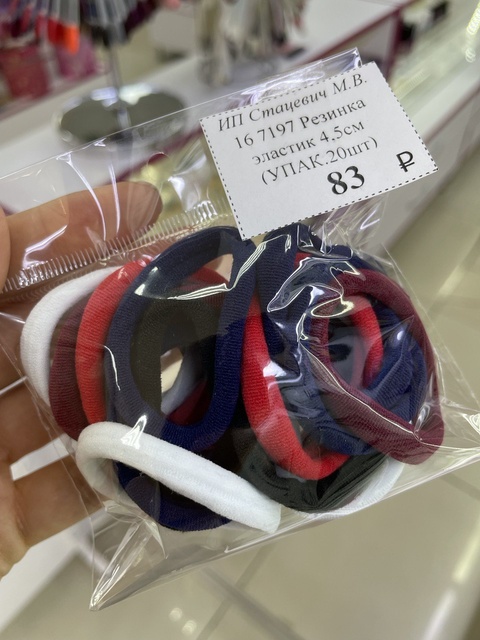 ИП Стацевич М.В.
16 7197 Резинка
эластик 4,5см
(УПАК.20шт)
83 ₽